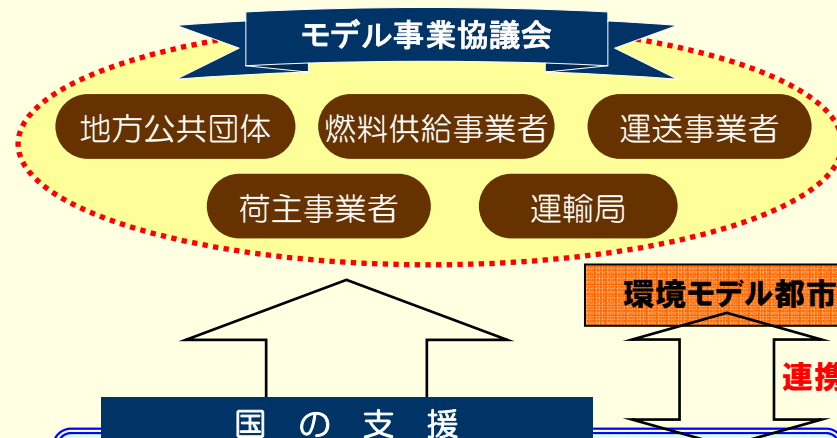 モデル事業協議会
地方公共団体
燃料供給事業者
運送事業者
荷主事業者
運輸局
環境モデル都市
連携
国の支援